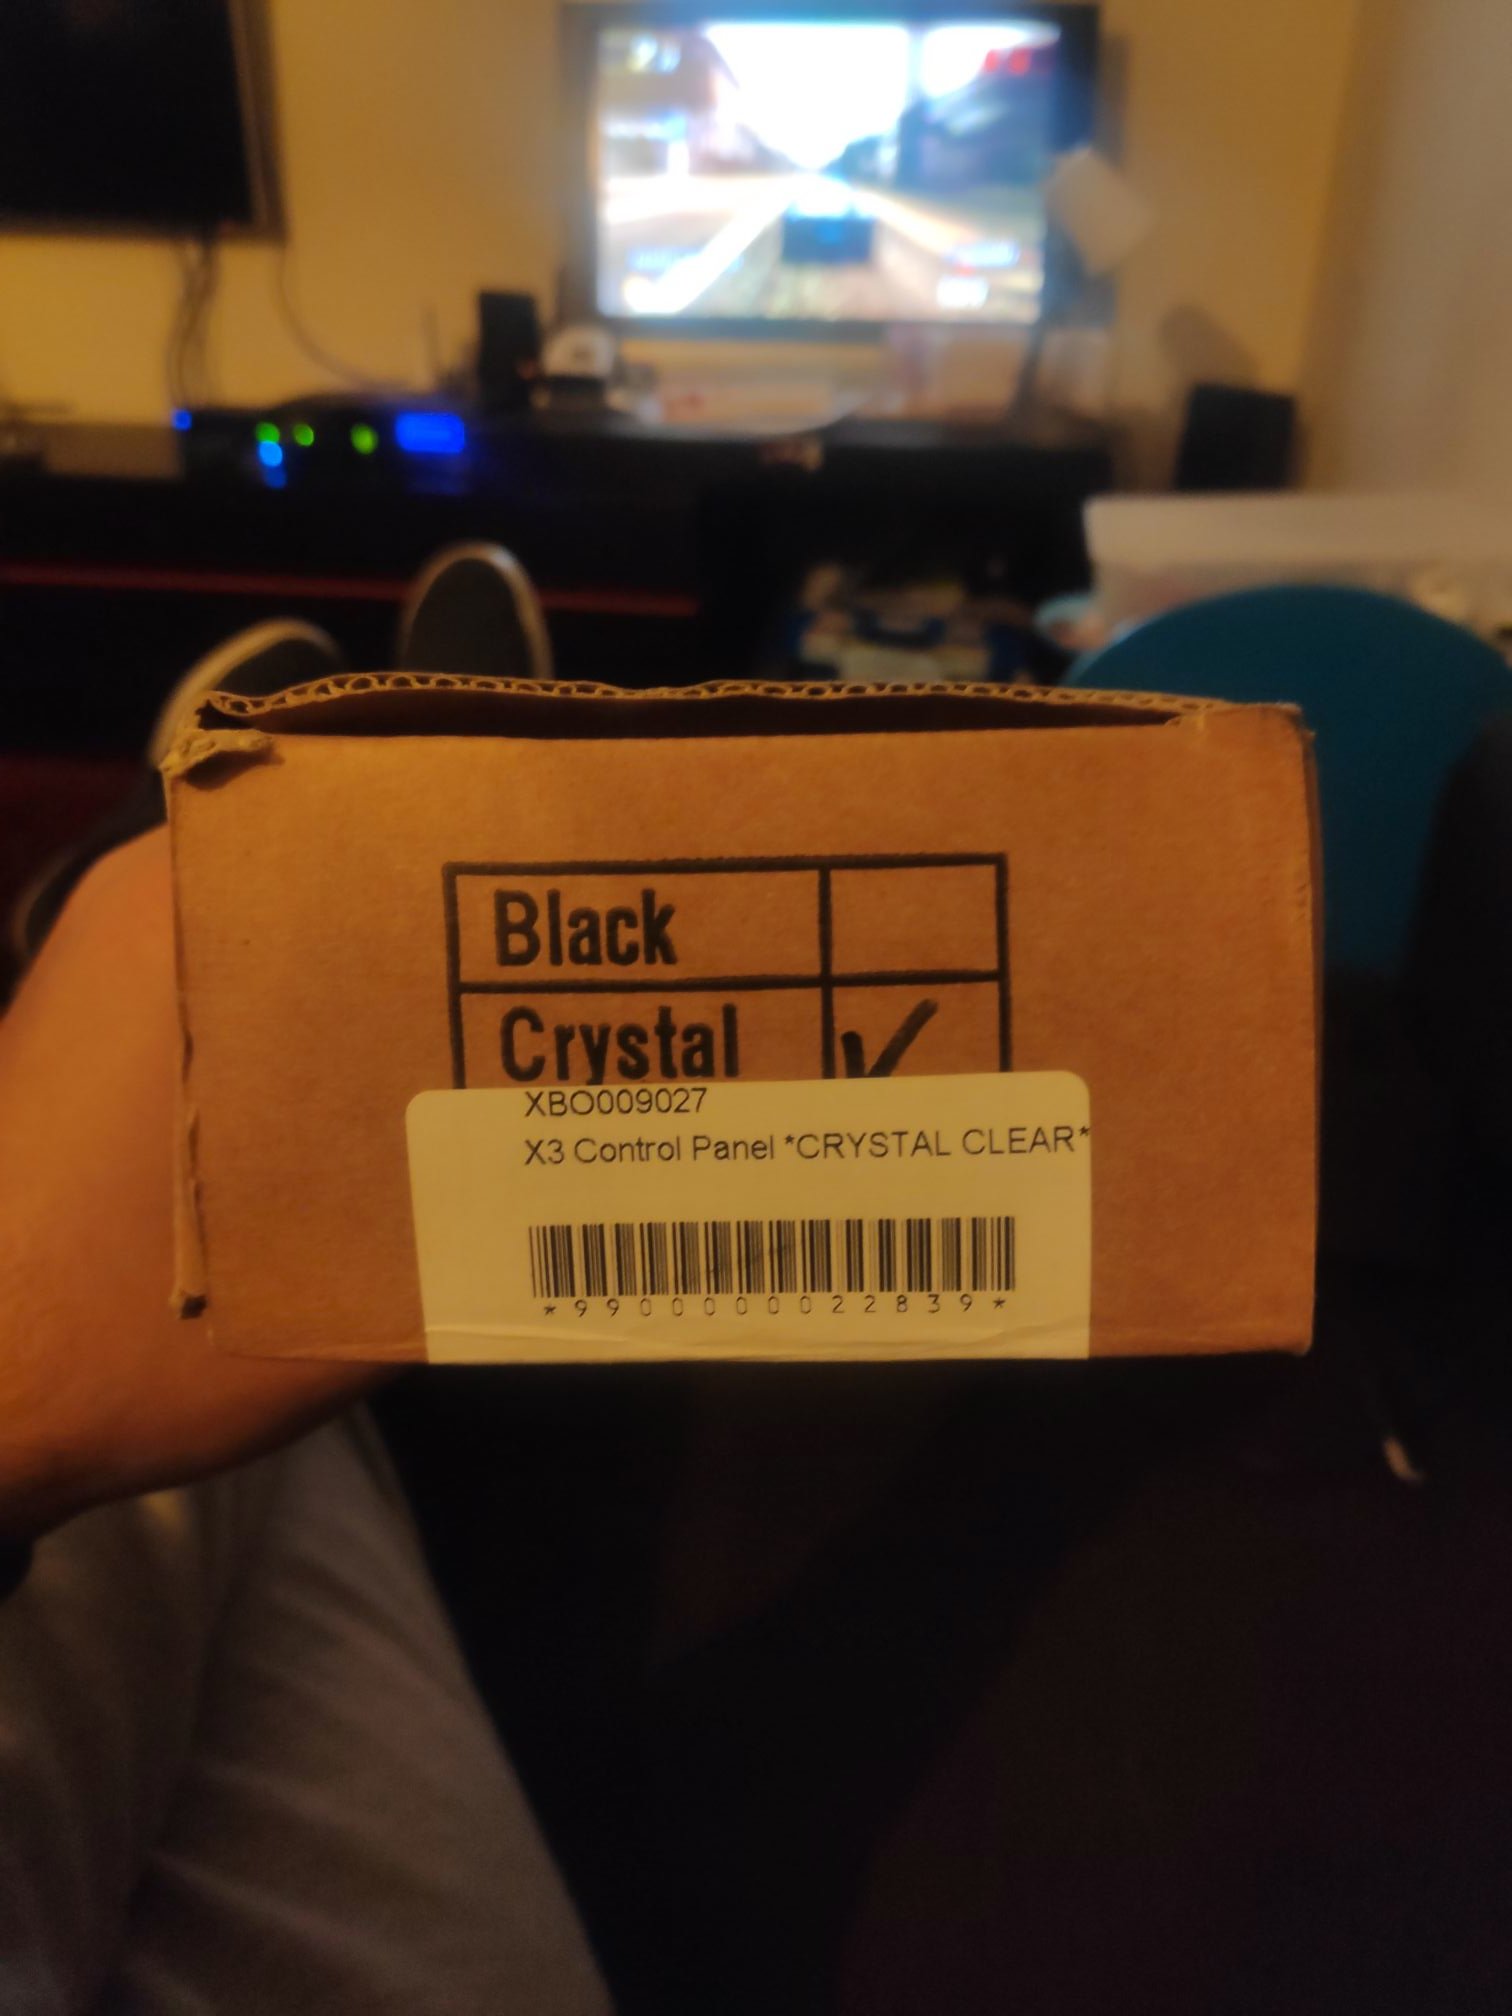 Black
Crystal
XBO009027
X3 Control Panel *CRYSTAL CLEAR*
*990000022839*